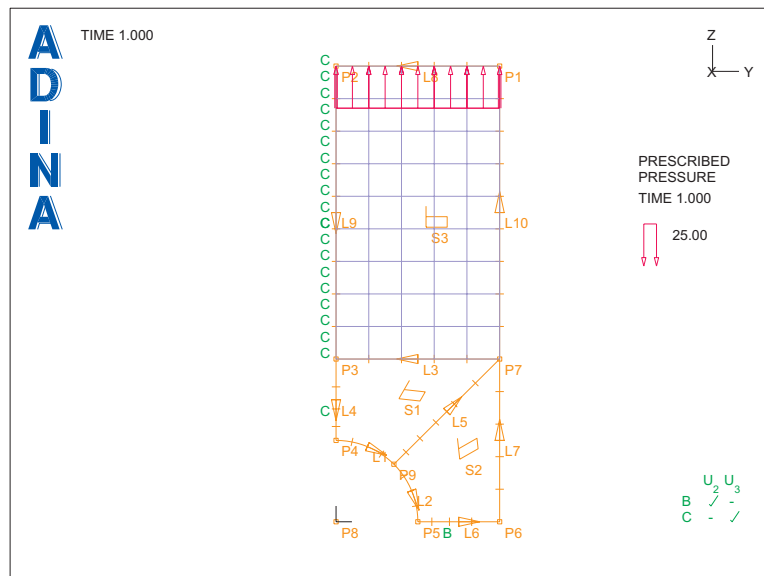 ADINA
TIME 1.000
Z
X Y
C
P2 L8 P1
C
C
C
C
C
C
PRESCRIBED
PRESSURE
TIME 1.000
C
C
C
C L9 S3 L10
25.00
C
C
C
C
C
C
C
C
P3 L3 P7
C L4 S1 L5
P4 L1 S2 L7
P9
L2
P8 P5 B L6 P6
U2 U3
B ✓ -
C - ✓